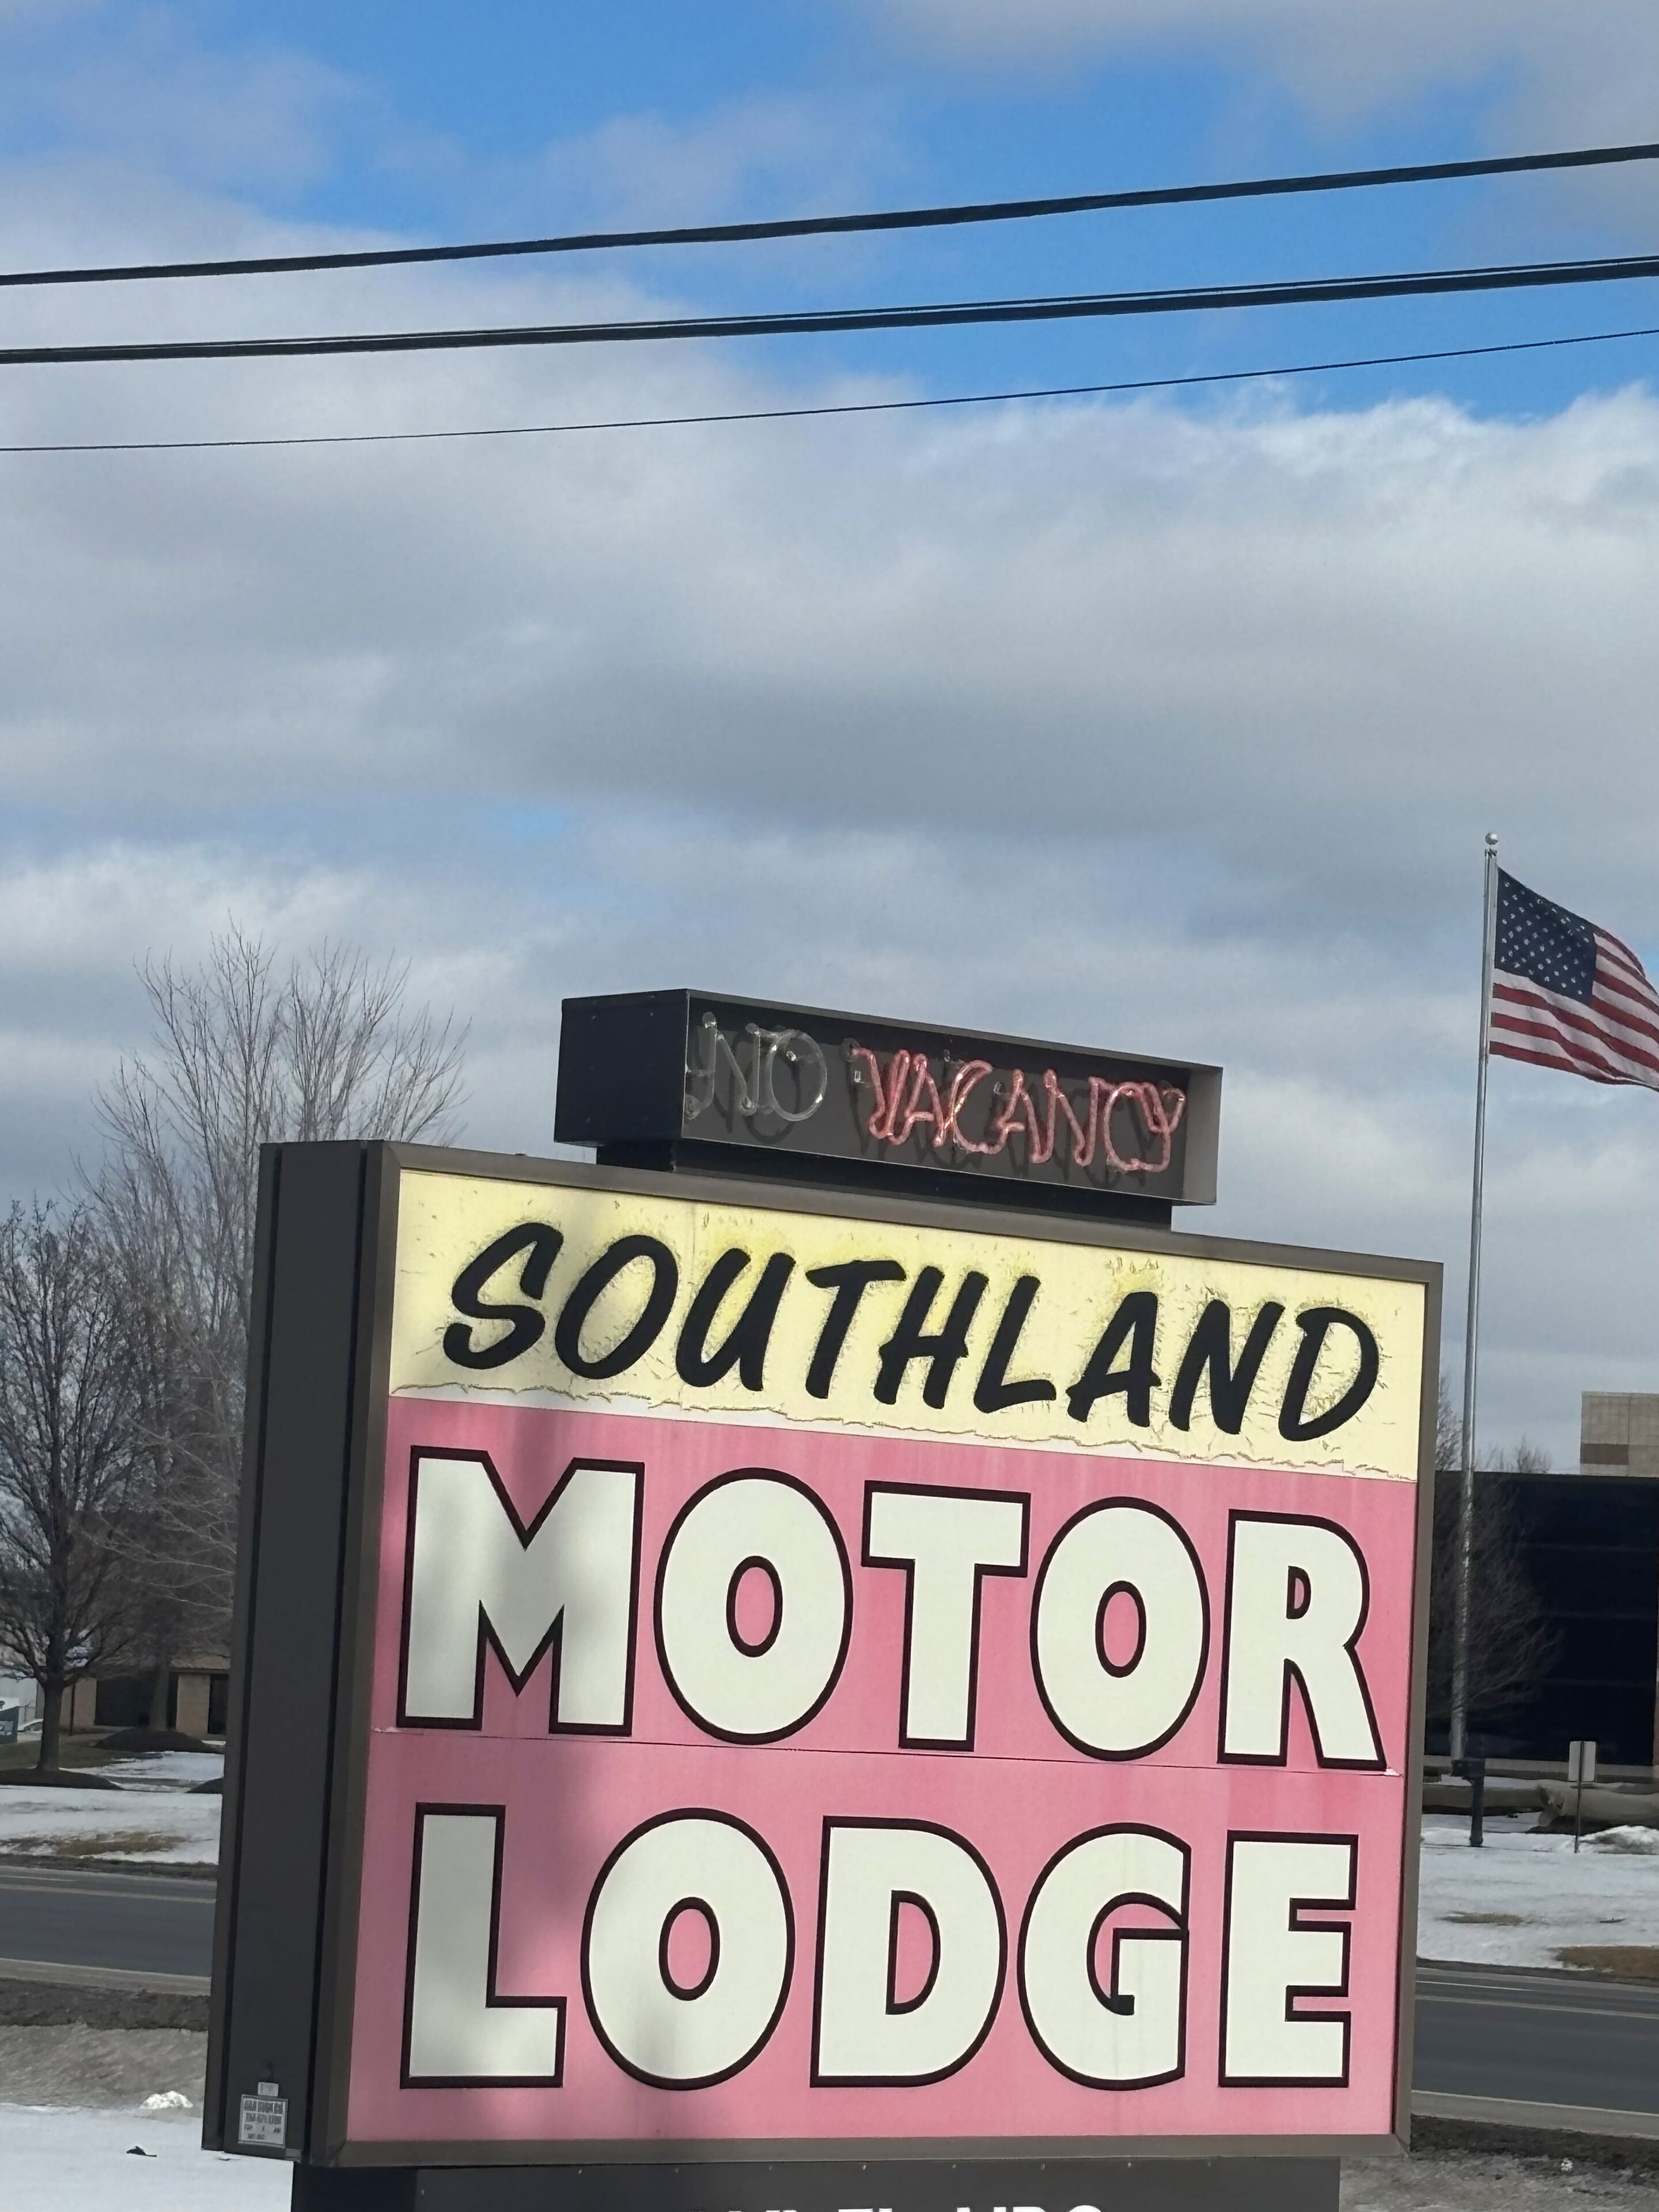 NO VACANCY
SOUTHLAND
MOTOR
LODGE